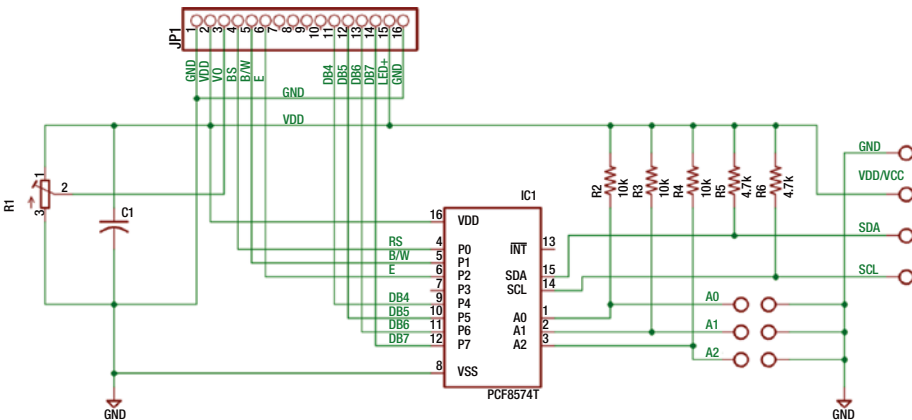 JP1
1 2 3 4 5 6 7 8 9 10 11 12 13 14 15 16
GND VDD VO BS B/W E DB4 DB5 DB6 DB7 LED+ GND
GND
VDD
R1
1
2
3
C1
R2 10k R3 10k R4 10k R5 4.7k R6 4.7k
GND
VDD/VCC
SDA
SCL
IC1
16 VDD
RS 4 P0 INT 13
B/W 5 P1
E 6 P2 SDA 15
7 P3 SCL 14
DB4 9 P4
DB5 10 P5 A0 1
DB6 11 P6 A1 2
DB7 12 P7 A2 3
8 VSS
PCF8574T
A0
A1
A2
GND
GND